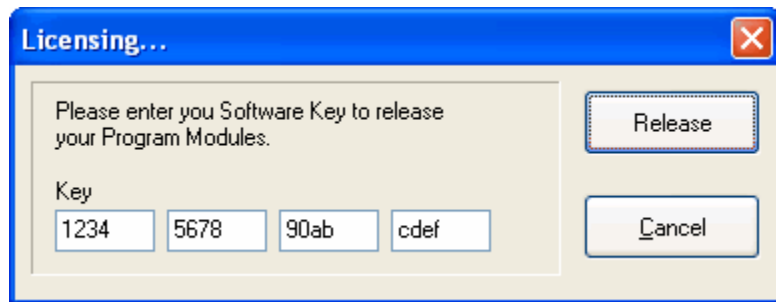 Licensing...
Please enter you Software Key to release
your Program Modules.
Release
Key
1234 5678 90ab cdef
Cancel